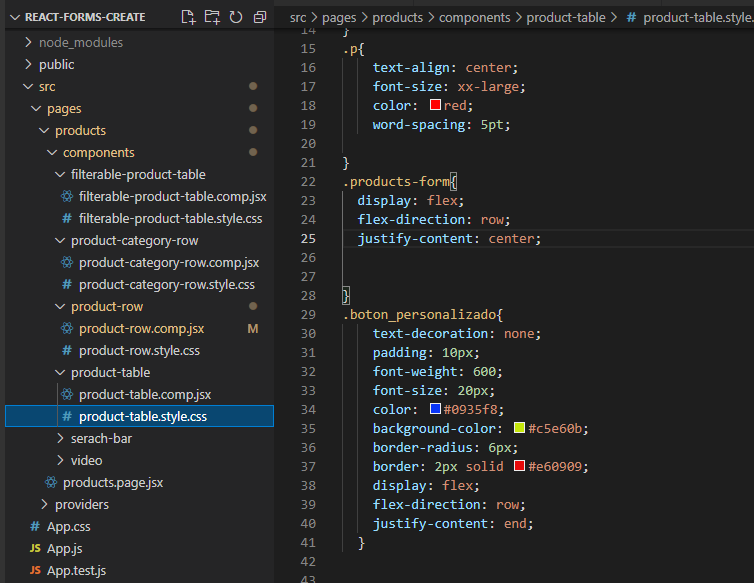 REACT-FORMS-CREATE
node_modules
public
src
pages
products
components
filterable-product-table
filterable-product-table.comp.jsx
# filterable-product-table.style.css
product-category-row
product-category-row.comp.jsx
# product-category-row.style.css
product-row
product-row.comp.jsx M
# product-row.style.css
product-table
product-table.comp.jsx
# product-table.style.css
serach-bar
video
products.page.jsx
providers
# App.css
JS App.js
JS App.test.js
src > pages > products > components > product-table > # product-table.style.
14 }
15 .p{
16 text-align: center;
17 font-size: xx-large;
18 color: red;
19 word-spacing: 5pt;
20
21 }
22 .products-form{
23 display: flex;
24 flex-direction: row;
25 justify-content: center;
26
27
28 }
29 .boton_personalizado{
30 text-decoration: none;
31 padding: 10px;
32 font-weight: 600;
33 font-size: 20px;
34 color: #0935f8;
35 background-color: #c5e60b;
36 border-radius: 6px;
37 border: 2px solid #e60909;
38 display: flex;
39 flex-direction: row;
40 justify-content: end;
41 }
42
43